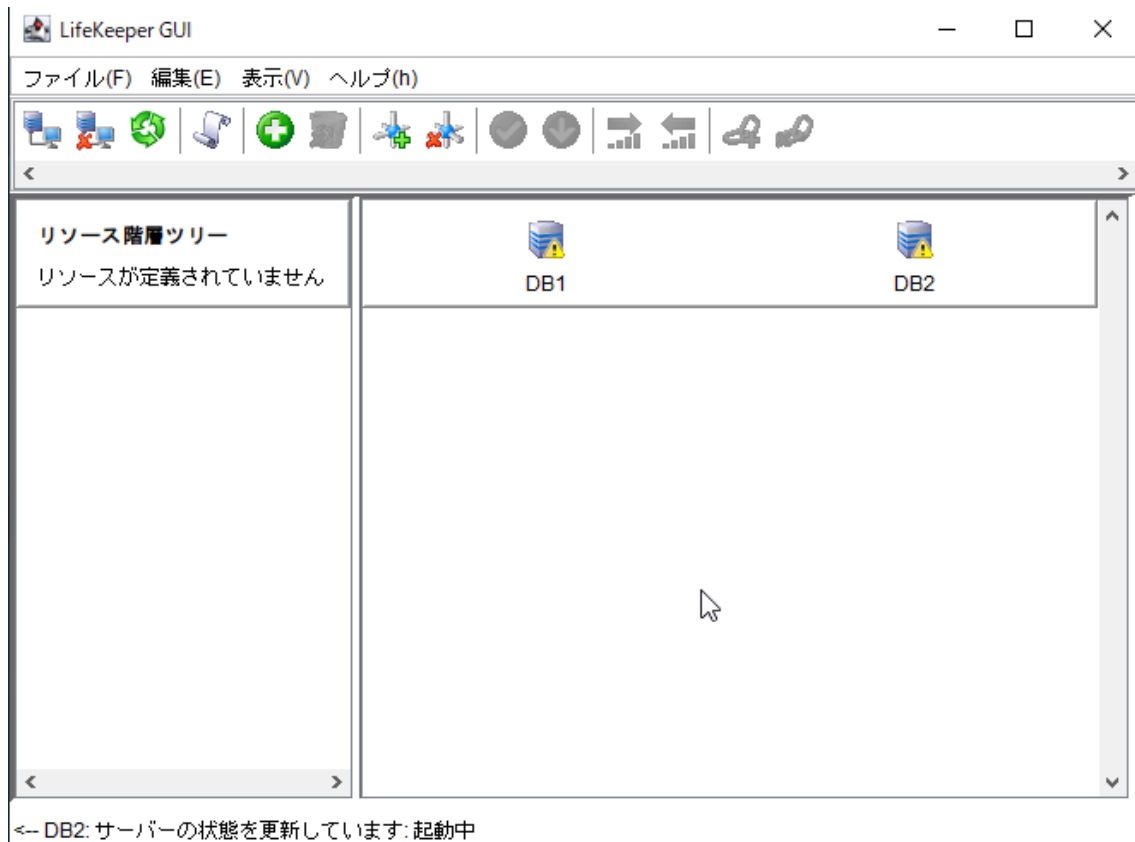 LifeKeeper GUI
ファイル(F) 編集(E) 表示(V) ヘルプ(h)
リソース階層ツリー
リソースが定義されていません
DB1 DB2
<-- DB2: サーバーの状態を更新しています: 起動中